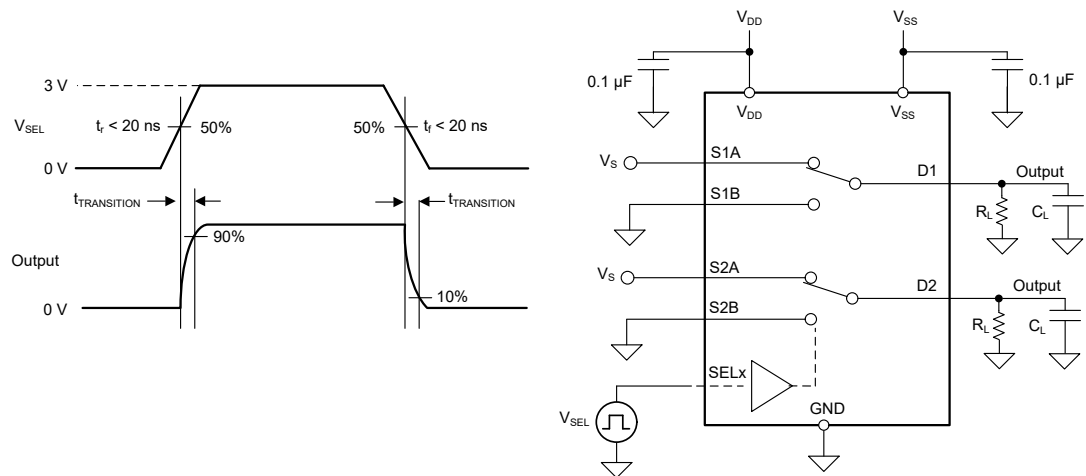 3 V
V_SEL
t_r < 20 ns
50%
50%
t_f < 20 ns
0 V
t_TRANSITION
t_TRANSITION
90%
Output
10%
0 V
V_DD
V_SS
0.1 µF
0.1 µF
V_DD
V_SS
V_S
S1A
D1
Output
S1B
R_L
C_L
V_S
S2A
D2
Output
S2B
R_L
C_L
SELx
V_SEL
GND